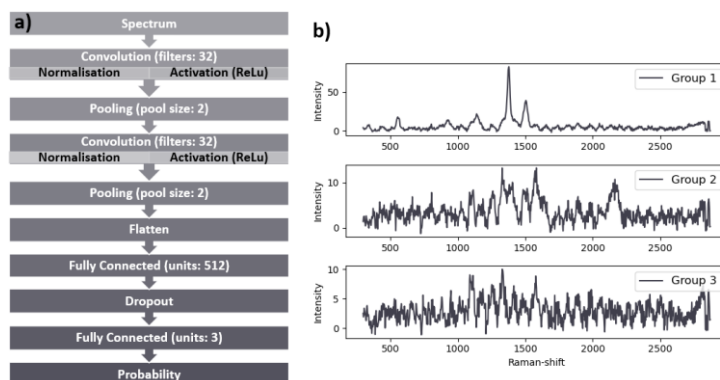 a)
Spectrum
Convolution (filters: 32)
Normalisation Activation (ReLu)
Pooling (pool size: 2)
Convolution (filters: 32)
Normalisation Activation (ReLu)
Pooling (pool size: 2)
Flatten
Fully Connected (units: 512)
Dropout
Fully Connected (units: 3)
Probability
b)
Intensity
50
0
Group 1
500 1000 1500 2000 2500
Intensity
10
0
Group 2
500 1000 1500 2000 2500
Intensity
10
5
0
Group 3
500 1000 1500 2000 2500
Raman-shift